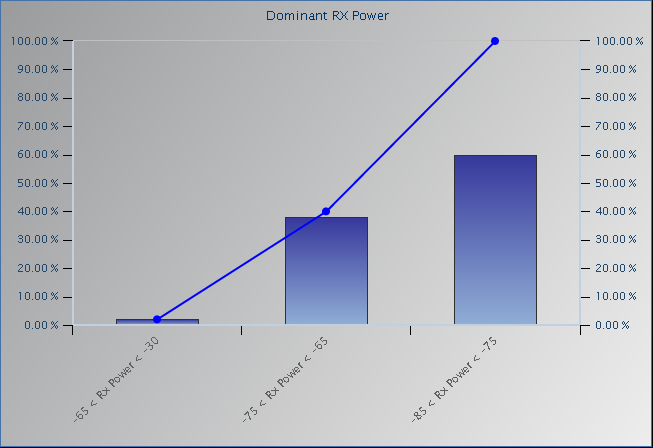 Dominant RX Power
100.00 % 100.00 %
90.00 % 90.00 %
80.00 % 80.00 %
70.00 % 70.00 %
60.00 % 60.00 %
50.00 % 50.00 %
40.00 % 40.00 %
30.00 % 30.00 %
20.00 % 20.00 %
10.00 % 10.00 %
0.00 % 0.00 %
-65 < Rx Power < -30
-75 < Rx Power < -65
-85 < Rx Power < -75